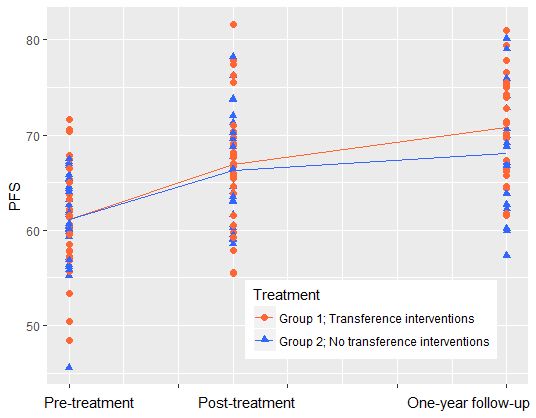 80
70
60
50
PFS
Treatment
Group 1; Transference interventions
Group 2; No transference interventions
Pre-treatment Post-treatment One-year follow-up